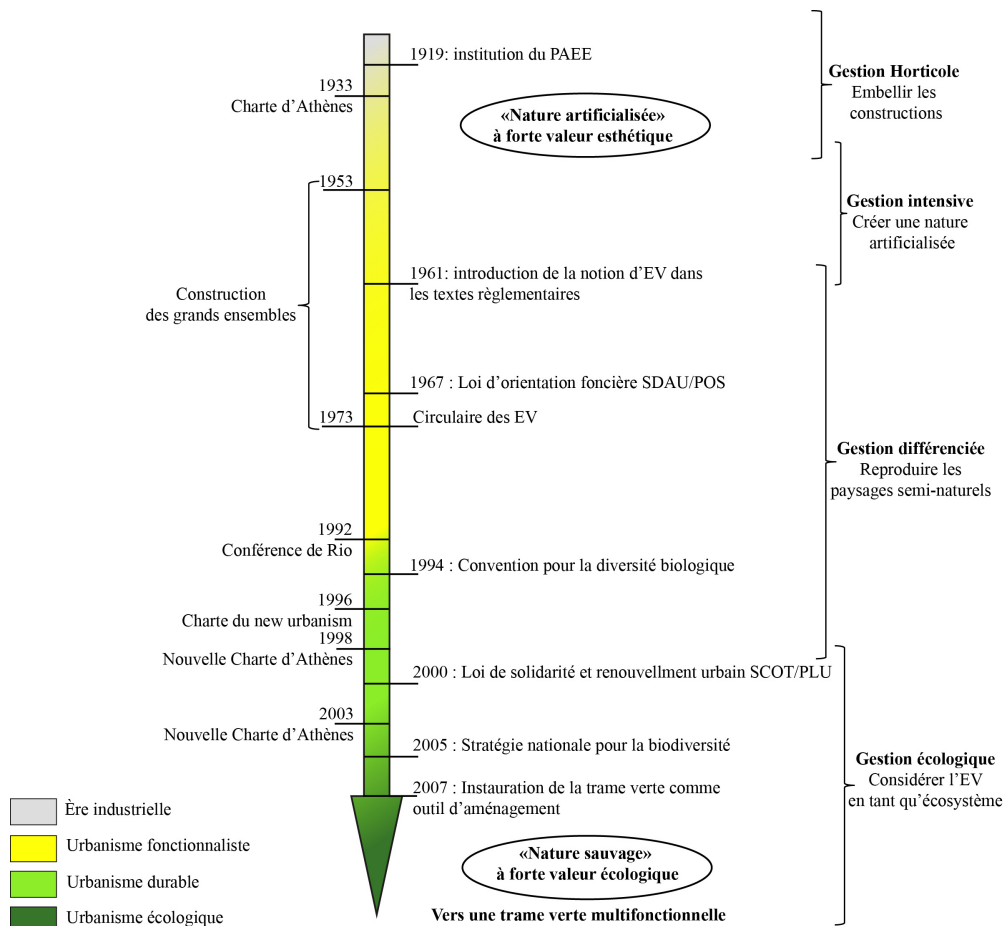 1919: institution du PAEE
1933
Charte d’Athènes
«Nature artificialisée»
à forte valeur esthétique
Gestion Horticole
Embellir les
constructions
1953
Gestion intensive
Créer une nature
artificialisée
1961: introduction de la notion d’EV dans
les textes règlementaires
Construction
des grands ensembles
1967 : Loi d’orientation foncière SDAU/POS
1973
Circulaire des EV
Gestion différenciée
Reproduire les
paysages semi-naturels
1992
Conférence de Rio
1994 : Convention pour la diversité biologique
1996
Charte du new urbanism
1998
Nouvelle Charte d’Athènes
2000 : Loi de solidarité et renouvellment urbain SCOT/PLU
2003
Nouvelle Charte d’Athènes
2005 : Stratégie nationale pour la biodiversité
Gestion écologique
Considérer l’EV
en tant qu’écosystème
2007 : Instauration de la trame verte comme
outil d’aménagement
«Nature sauvage»
à forte valeur écologique
Vers une trame verte multifonctionnelle
Ère industrielle
Urbanisme fonctionnaliste
Urbanisme durable
Urbanisme écologique